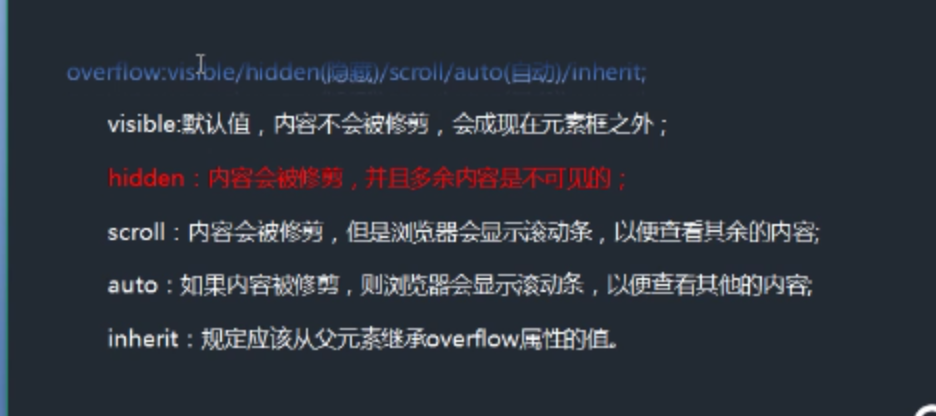 overflow:visible/hidden(隐藏)/scroll/auto(自动)/inherit;
visible:默认值，内容不会被修剪，会成现在元素框之外；
hidden：内容会被修剪，并且多余内容是不可见的；
scroll：内容会被修剪，但是浏览器会显示滚动条，以便查看其余的内容;
auto：如果内容被修剪，则浏览器会显示滚动条，以便查看其他的内容;
inherit：规定应该从父元素继承overflow属性的值。